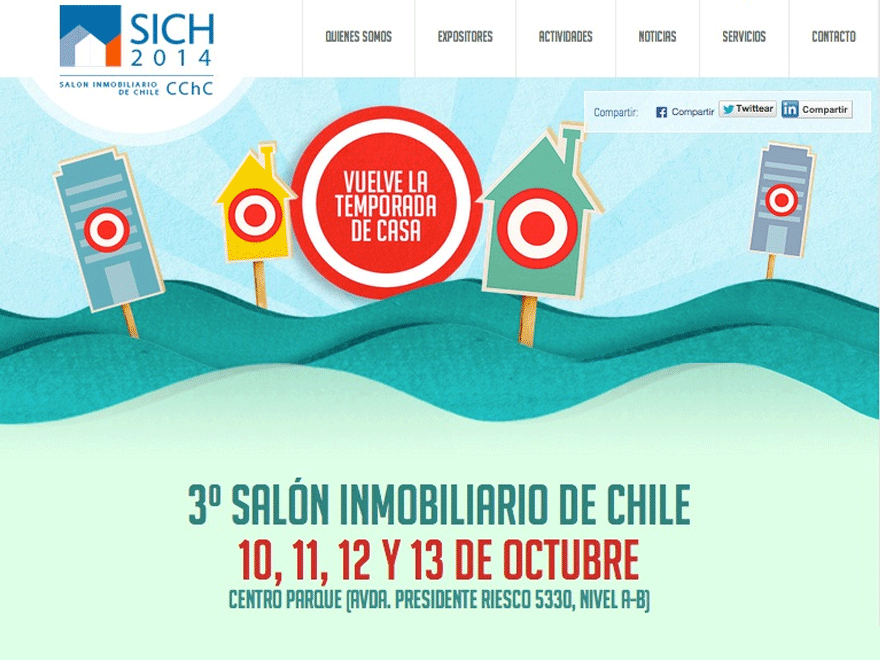 SICH
2014
SALON INMOBILIARIO
DE CHILE CChC
QUIENES SOMOS
EXPOSITORES
ACTIVIDADES
NOTICIAS
SERVICIOS
CONTACTO
Compartir: Compartir Twittear Compartir
VUELVE LA
TEMPORADA
DE CASA
3º SALÓN INMOBILIARIO DE CHILE
10, 11, 12 Y 13 DE OCTUBRE
CENTRO PARQUE (AVDA. PRESIDENTE RIESCO 5330, NIVEL A-B)